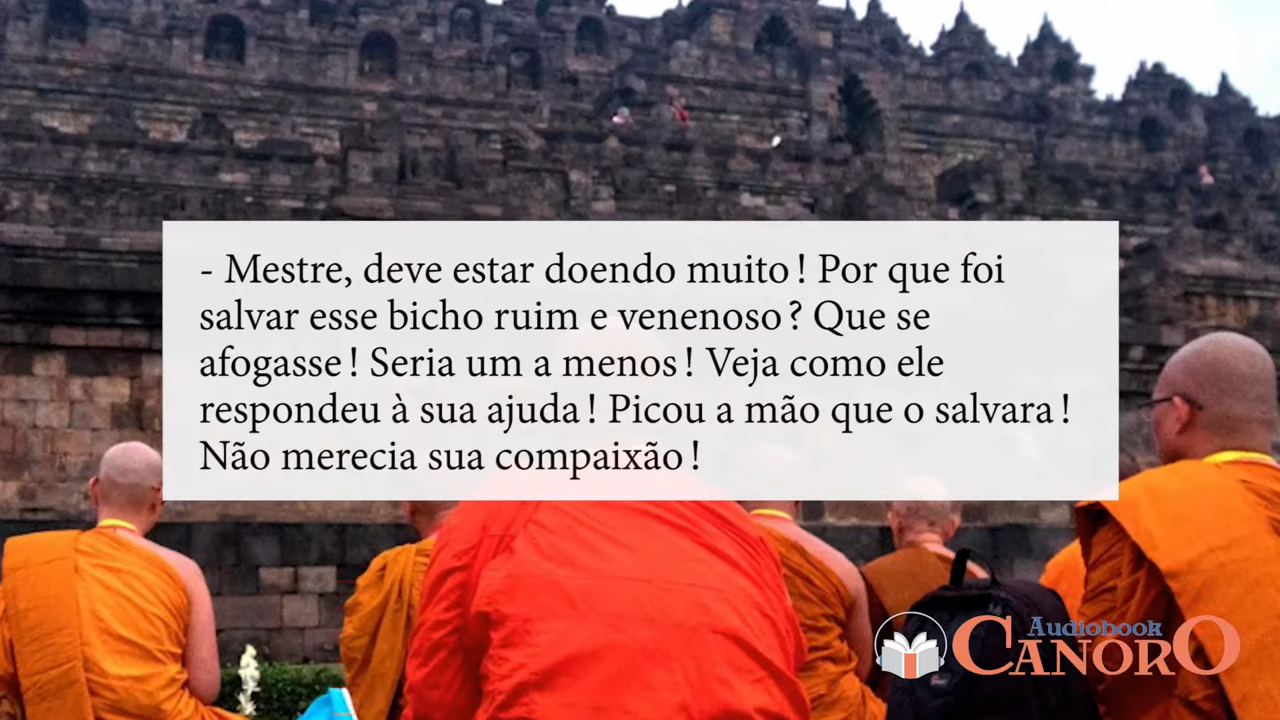 - Mestre, deve estar doendo muito ! Por que foi
salvar esse bicho ruim e venenoso ? Que se
afogasse ! Seria um a menos ! Veja como ele
respondeu à sua ajuda ! Picou a mão que o salvara !
Não merecia sua compaixão !
Audiobook
CANORO